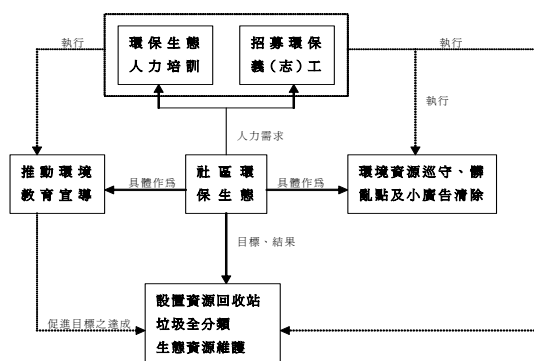 執行
環保生態
人力培訓
招募環保
義(志)工
執行
執行
人力需求
推動環境
教育宣導
具體作為
社區環
保生態
具體作為
環境資源巡守、髒
亂點及小廣告清除
目標、結果
設置資源回收站
垃圾全分類
生態資源維護
促進目標之達成